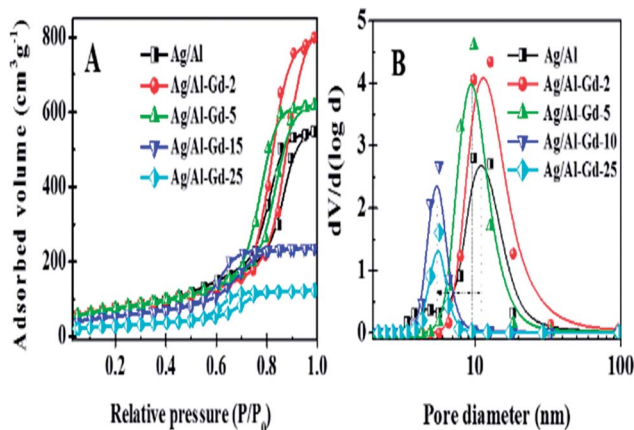 A
Ag/Al
Ag/Al-Gd-2
Ag/Al-Gd-5
Ag/Al-Gd-15
Ag/Al-Gd-25
Adsorbed volume (cm³g⁻¹)
800
600
400
200
0
0.2 0.4 0.6 0.8 1.0
Relative pressure (P/P₀)
B
Ag/Al
Ag/Al-Gd-2
Ag/Al-Gd-5
Ag/Al-Gd-10
Ag/Al-Gd-25
dV/d(log d)
5
4
3
2
1
0
10 100
Pore diameter (nm)